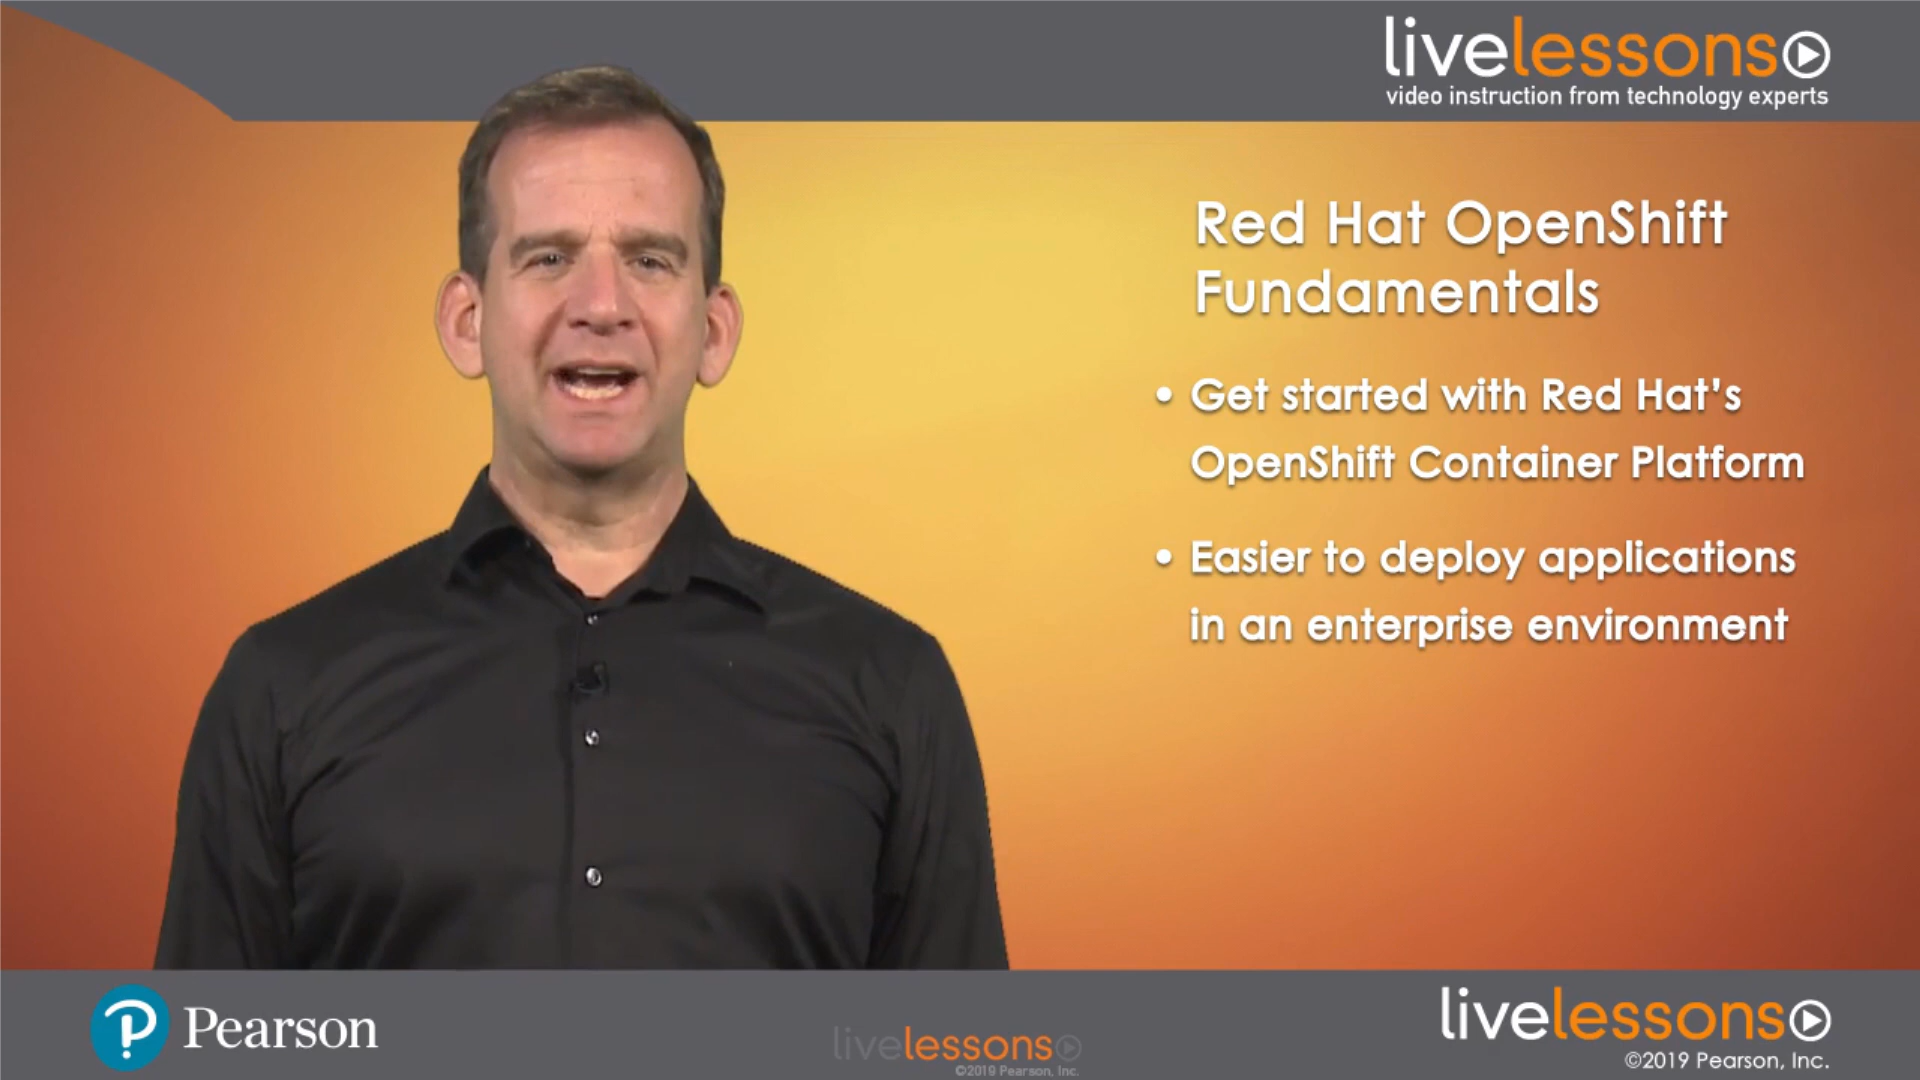 livelessons
video instruction from technology experts
Red Hat OpenShift
Fundamentals
• Get started with Red Hat's
OpenShift Container Platform
• Easier to deploy applications
in an enterprise environment
Pearson
livelessons
©2019 Pearson, Inc.
livelessons
©2019 Pearson, Inc.